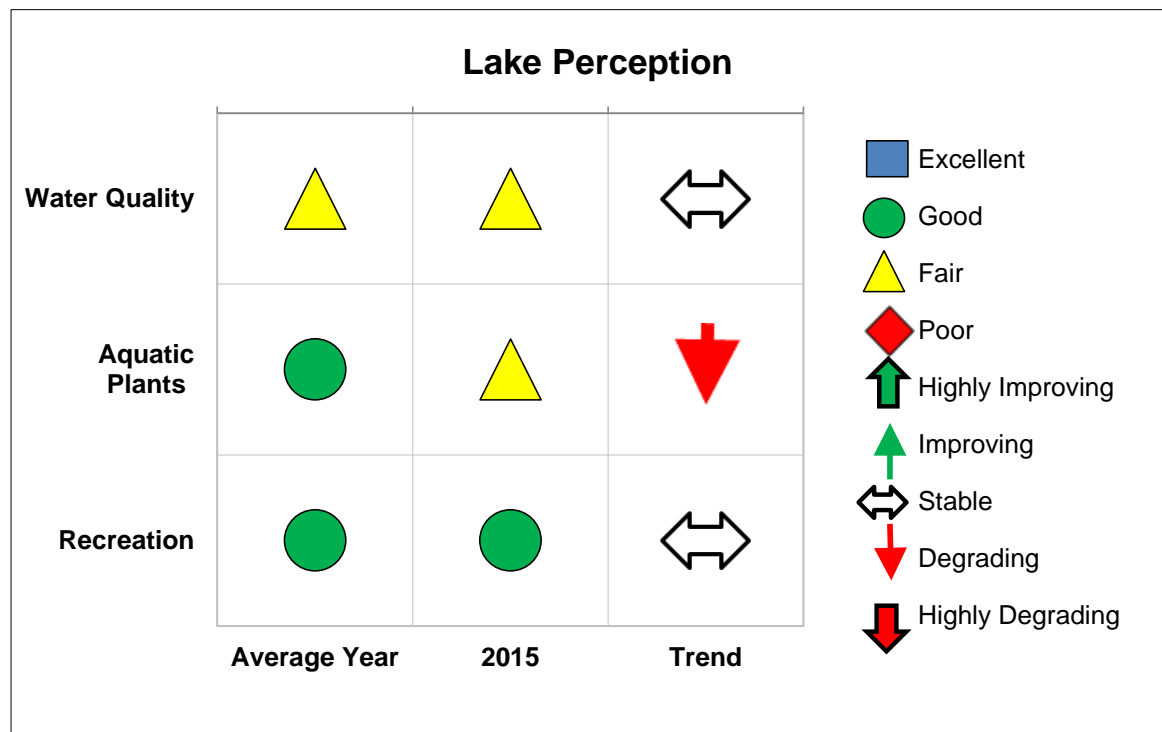 Lake Perception
Water Quality
Aquatic
Plants
Recreation
Average Year
2015
Trend
Excellent
Good
Fair
Poor
Highly Improving
Improving
Stable
Degrading
Highly Degrading